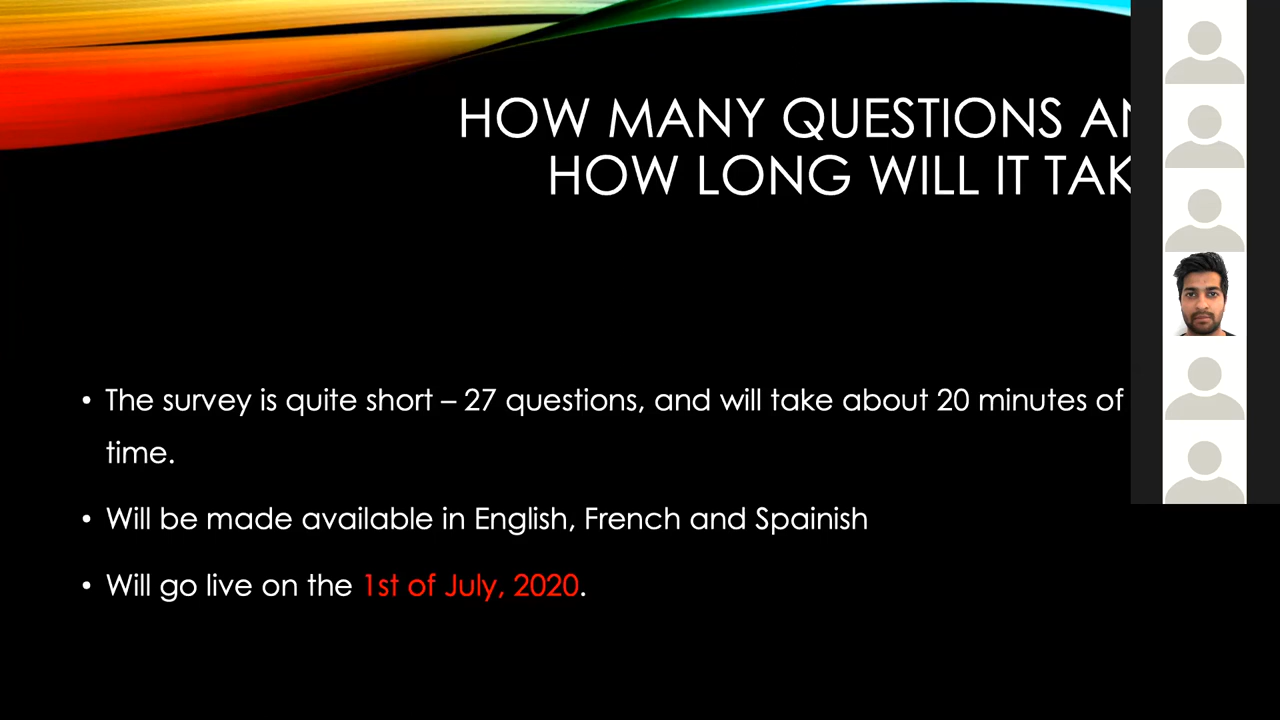 HOW MANY QUESTIONS
HOW LONG WILL IT
• The survey is quite short – 27 questions, and will take about 20 minutes of
time.
• Will be made available in English, French and Spainish
• Will go live on the 1st of July, 2020.